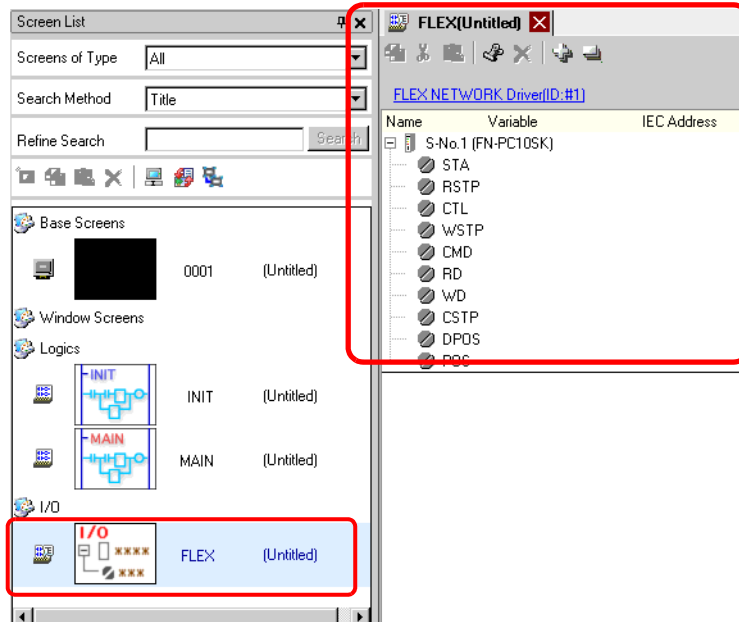 Screen List
Screens of Type All
Search Method Title
Refine Search Search
Base Screens
0001 (Untitled)
Window Screens
Logics
INIT
INIT (Untitled)
MAIN
MAIN (Untitled)
I/O
I/O
****
***
FLEX (Untitled)
FLEX(Untitled)
FLEX NETWORK Driver(ID:#1)
Name Variable IEC Address
S-No.1 (FN-PC10SK)
STA
RSTP
CTL
WSTP
CMD
RD
WD
CSTP
DPOS
POS